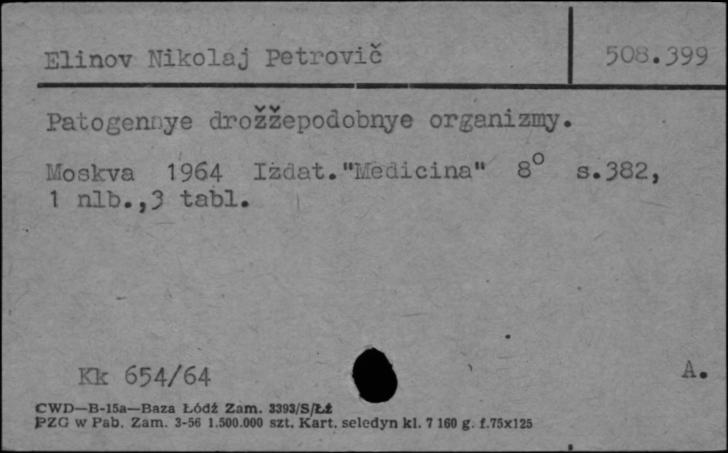 Elinov Nikolaj Petrovič 508.399
Patogennye drožžepodobnye organizmy.
Moskva 1964 Izdat."Medicina" 8° s.382,
1 nlb.,3 tabl.
Kk 654/64 A.
CWD—B-15a—Baza Łódź Zam. 3393/S/ŁŻ
PZG w Pab. Zam. 3-56 1.500.000 szt. Kart. seledyn kl. 7 160 g. f.75x125